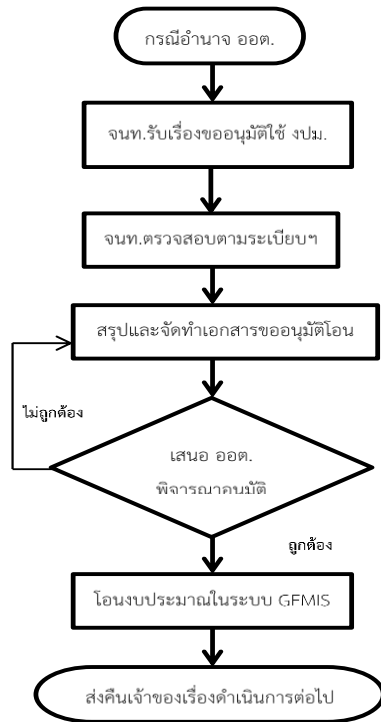 กรณีอำนาจ ออต.
จนท.รับเรื่องขออนุมัติใช้ งปม.
จนท.ตรวจสอบตามระเบียบฯ
สรุปและจัดทำเอกสารขออนุมัติโอน
ไม่ถูกต้อง
เสนอ ออต.
พิจารณาอนมัติ
ถูกต้อง
โอนงบประมาณในระบบ GFMIS
ส่งคืนเจ้าของเรื่องดำเนินการต่อไป